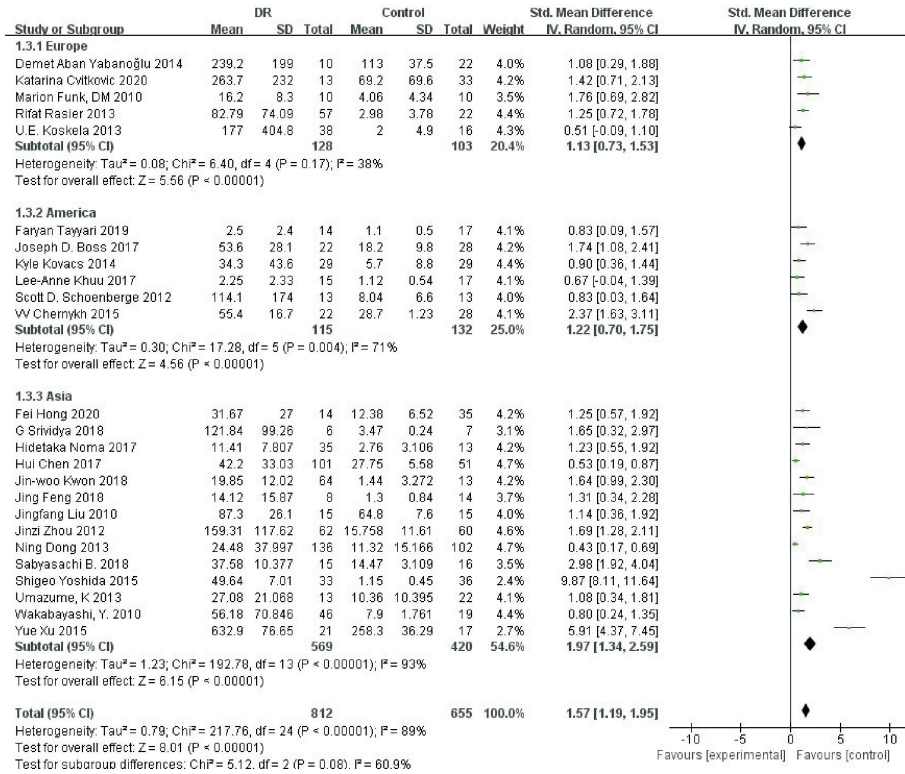 DR Control Std. Mean Difference Std. Mean Difference
Study or Subgroup Mean SD Total Mean SD Total Weight IV, Random, 95% CI IV, Random, 95% CI
1.3.1 Europe
Demet Aban Yabanoğlu 2014 239.2 199 10 113 37.5 22 4.0% 1.08 [0.29, 1.88]
Katarina Cvitkovic 2020 263.7 232 13 69.2 69.6 33 4.2% 1.42 [0.71, 2.13]
Marion Funk, DM 2010 16.2 8.3 10 4.06 4.34 10 3.5% 1.76 [0.69, 2.82]
Rifat Rasier 2013 82.79 74.09 57 2.98 3.78 22 4.4% 1.25 [0.72, 1.78]
U.E. Koskela 2013 177 404.8 38 2 4.9 16 4.3% 0.51 [-0.09, 1.10]
Subtotal (95% CI) 128 103 20.4% 1.13 [0.73, 1.53]
Heterogeneity: Tau² = 0.08; Chi² = 6.40, df = 4 (P = 0.17); I² = 38%
Test for overall effect: Z = 5.56 (P < 0.00001)
1.3.2 America
Faryan Tayyari 2019 2.5 2.4 14 1.1 0.5 17 4.1% 0.83 [0.09, 1.57]
Joseph D. Boss 2017 53.6 28.1 22 18.2 9.8 28 4.2% 1.74 [1.08, 2.41]
Kyle Kovacs 2014 34.3 43.6 29 5.7 8.8 29 4.4% 0.90 [0.36, 1.44]
Lee-Anne Khuu 2017 2.25 2.33 15 1.12 0.54 17 4.2% 0.67 [-0.04, 1.39]
Scott D. Schoenberge 2012 114.1 174 13 8.04 6.6 13 4.0% 0.83 [0.03, 1.64]
VV Chernykh 2015 55.4 16.7 22 28.7 1.23 28 4.1% 2.37 [1.63, 3.11]
Subtotal (95% CI) 115 132 25.0% 1.22 [0.70, 1.75]
Heterogeneity: Tau² = 0.30; Chi² = 17.28, df = 5 (P = 0.004); I² = 71%
Test for overall effect: Z = 4.56 (P < 0.00001)
1.3.3 Asia
Fei Hong 2020 31.67 27 14 12.38 6.52 35 4.2% 1.25 [0.57, 1.92]
G Srividya 2018 121.84 99.26 6 3.47 0.24 7 3.1% 1.65 [0.32, 2.97]
Hidetaka Noma 2017 11.41 7.807 35 2.76 3.106 13 4.2% 1.23 [0.55, 1.92]
Hui Chen 2017 42.2 33.03 101 27.75 5.58 51 4.7% 0.53 [0.19, 0.87]
Jin-woo Kwon 2018 19.85 12.02 64 1.44 3.272 13 4.2% 1.64 [0.99, 2.30]
Jing Feng 2018 14.12 15.87 8 1.3 0.84 14 3.7% 1.31 [0.34, 2.28]
Jingfang Liu 2010 87.3 26.1 15 64.8 7.6 15 4.0% 1.14 [0.36, 1.92]
Jinzi Zhou 2012 159.31 117.62 62 15.758 11.61 60 4.6% 1.69 [1.28, 2.11]
Ning Dong 2013 24.48 37.997 136 11.32 15.166 102 4.7% 0.43 [0.17, 0.69]
Sabyasachi B. 2018 37.58 10.377 15 14.47 3.109 16 3.5% 2.98 [1.92, 4.04]
Shigeo Yoshida 2015 49.64 7.01 33 1.15 0.45 36 2.4% 9.87 [8.11, 11.64]
Umazume, K 2013 27.08 21.068 13 10.36 10.395 22 4.1% 1.08 [0.34, 1.81]
Wakabayashi, Y. 2010 56.18 70.846 46 7.9 1.761 19 4.4% 0.80 [0.24, 1.35]
Yue Xu 2015 632.9 76.65 21 258.3 36.29 17 2.7% 5.91 [4.37, 7.45]
Subtotal (95% CI) 569 420 54.6% 1.97 [1.34, 2.59]
Heterogeneity: Tau² = 1.23; Chi² = 192.78, df = 13 (P < 0.00001); I² = 93%
Test for overall effect: Z = 6.15 (P < 0.00001)
Total (95% CI) 812 655 100.0% 1.57 [1.19, 1.95]
Heterogeneity: Tau² = 0.79; Chi² = 217.76, df = 24 (P < 0.00001); I² = 89%
Test for overall effect: Z = 8.01 (P < 0.00001)
Test for subgroup differences: Chi² = 5.12, df = 2 (P = 0.08), I² = 60.9%
-10 -5 0 5 10
Favours [experimental] Favours [control]